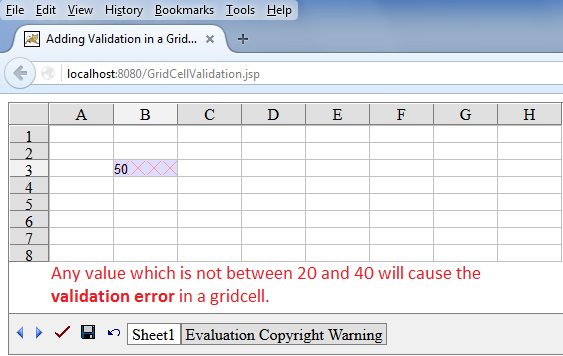 File Edit View History Bookmarks Tools Help
Adding Validation in a Grid... × +
localhost:8080/GridCellValidation.jsp
A B C D E F G H
1
2
3 50
4
5
6
7
8
Any value which is not between 20 and 40 will cause the
validation error in a gridcell.
Sheet1 Evaluation Copyright Warning